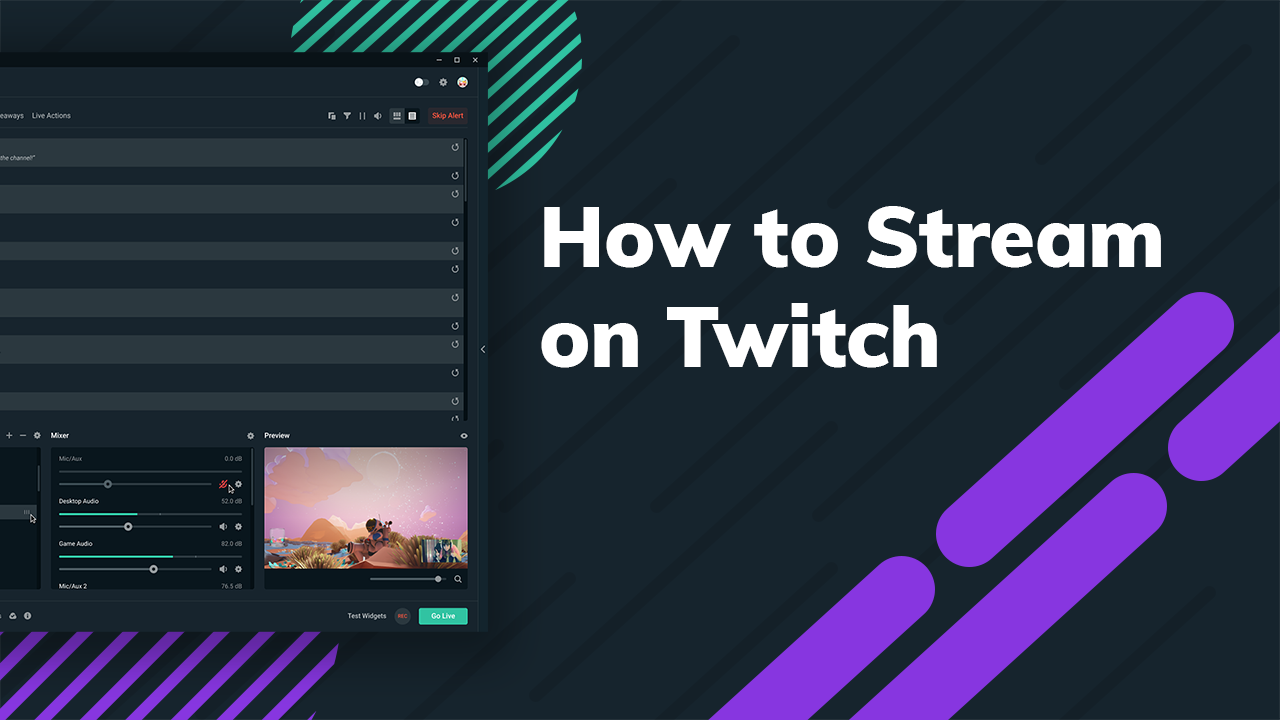 eaways Live Actions
Skip Alert
the channel!"
How to Stream
on Twitch
Mixer
Preview
Mic/Aux 0.0 dB
Desktop Audio 52.0 dB
Game Audio 82.0 dB
Mic/Aux 2 76.5 dB
Test Widgets REC Go Live